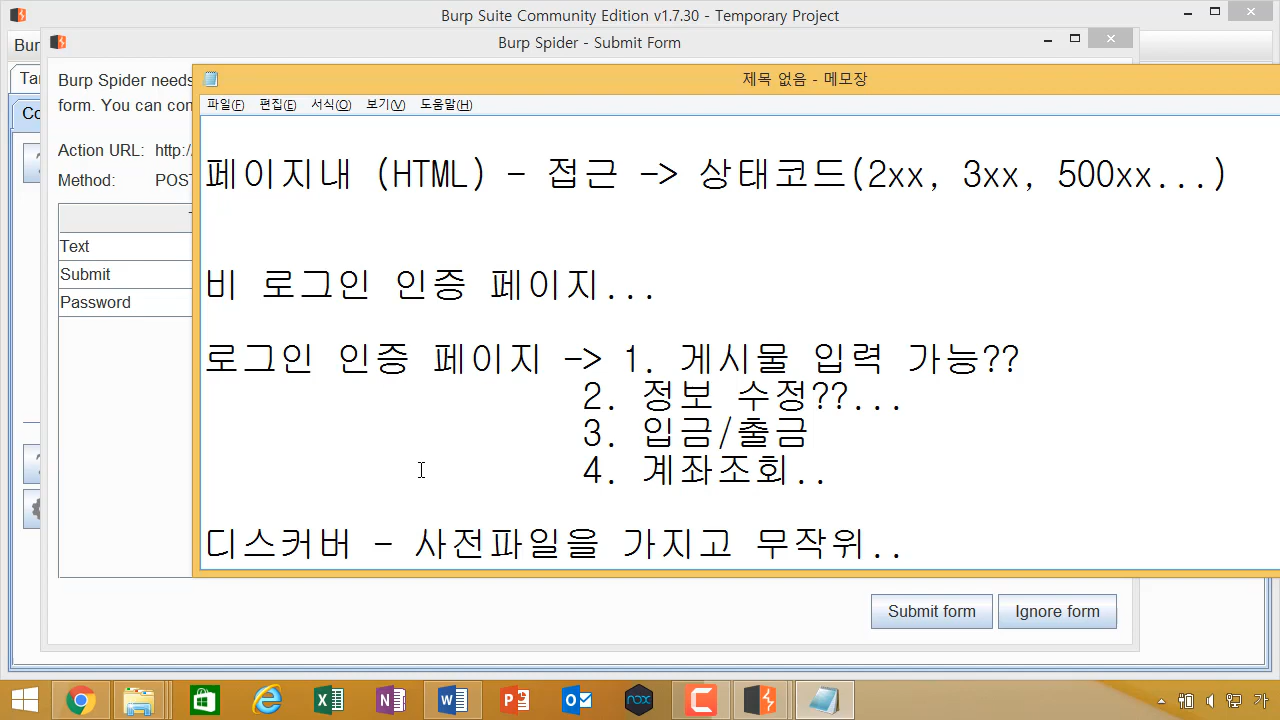 Burp Suite Community Edition v1.7.30 - Temporary Project
Bur
Burp Spider - Submit Form
Tar
Burp Spider needs
form. You can con
Co
Action URL: http:/
Method: POST
Text
Submit
Password
제목 없음 - 메모장
파일(F) 편집(E) 서식(O) 보기(V) 도움말(H)
페이지내 (HTML) - 접근 -> 상태코드(2xx, 3xx, 500xx...)
비 로그인 인증 페이지...
로그인 인증 페이지 -> 1. 게시물 입력 가능??
2. 정보 수정??...
3. 입금/출금
4. 계좌조회..
디스커버 - 사전파일을 가지고 무작위..
Submit form Ignore form
nox
가